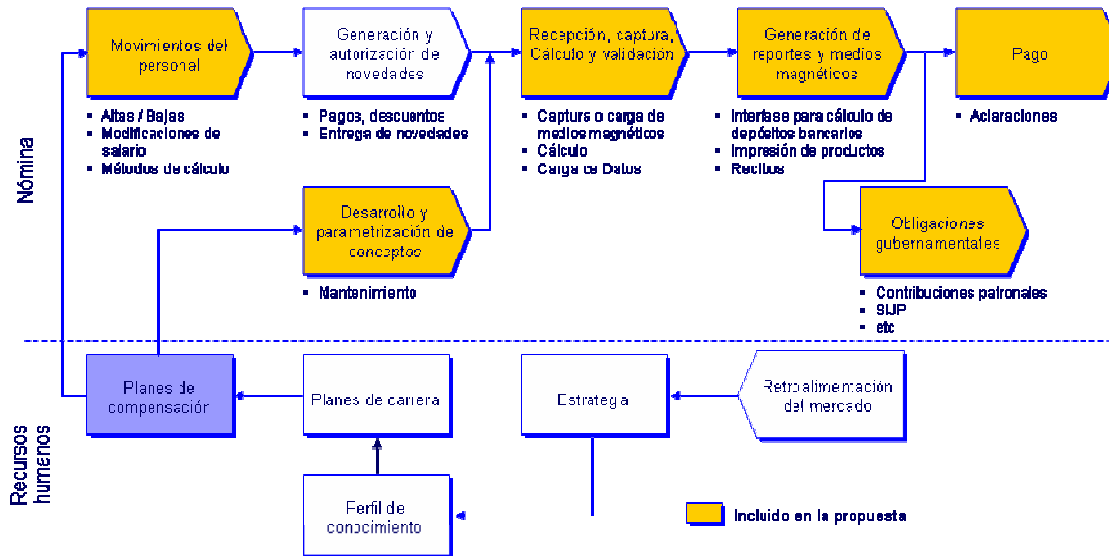 Nómina
Movimientos del
personal
Generación y
autorización de
novedades
Recepción, captura,
Cálculo y validación
Generación de
reportes y medios
magnéticos
Pago
▪ Altas / Bajas
▪ Modificaciones de
salario
▪ Métodos de cálculo
▪ Pagos, descuentos
▪ Entrega de novedades
▪ Captura o carga de
medios magnéticos
▪ Cálculo
▪ Carga de Datos
▪ Interfase para cálculo de
depósitos bancarios
▪ Impresión de productos
▪ Recibos
▪ Aclaraciones
Desarrollo y
parametrización de
conceptos
▪ Mantenimiento
Obligaciones
gubernamentales
▪ Contribuciones patronales
▪ SIJP
▪ etc
Recursos
humanos
Planes de
compensación
Planes de carrera
Estrategia
Retroalimentación
del mercado
Perfil de
conocimiento
Incluido en la propuesta